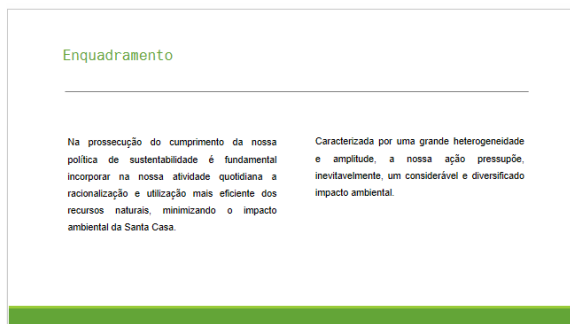 Enquadramento
Na prossecução do cumprimento da nossa
política de sustentabilidade é fundamental
incorporar na nossa atividade quotidiana a
racionalização e utilização mais eficiente dos
recursos naturais, minimizando o impacto
ambiental da Santa Casa.
Caracterizada por uma grande heterogeneidade
e amplitude, a nossa ação pressupõe,
inevitavelmente, um considerável e diversificado
impacto ambiental.